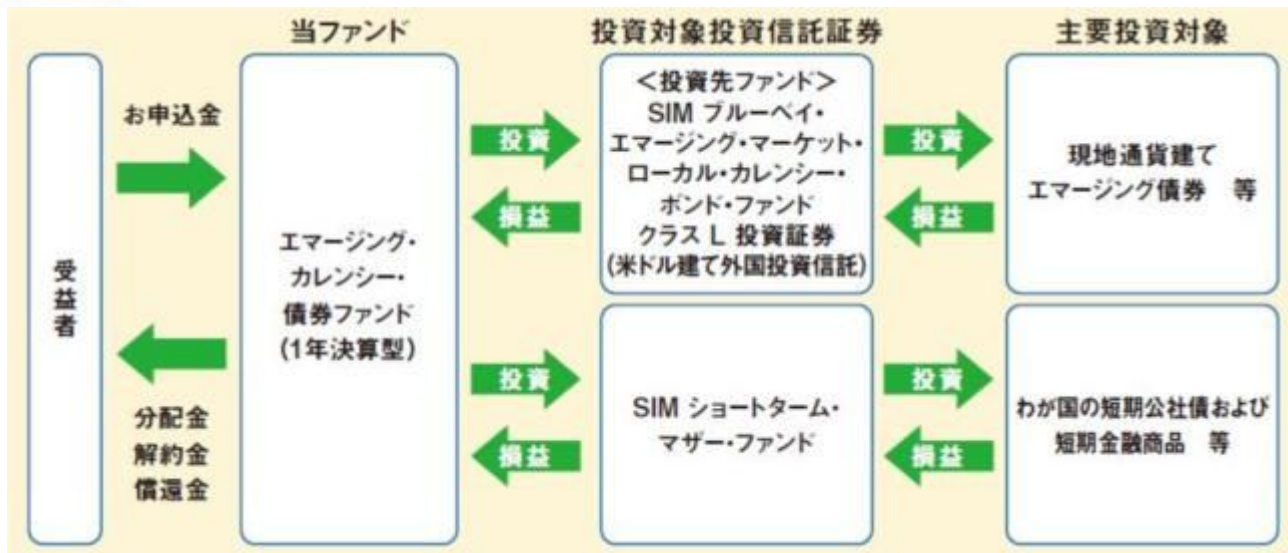 当ファンド
投資対象投資信託証券
主要投資対象
受益者
お申込金
分配金
解約金
償還金
エマージング・
カレンシー・
債券ファンド
(1年決算型)
投資
損益
<投資先ファンド>
SIM ブルーベイ・
エマージング・マーケット・
ローカル・カレンシー・
ボンド・ファンド
クラス L 投資証券
(米ドル建て外国投資信託)
投資
損益
現地通貨建て
エマージング債券 等
投資
損益
SIM ショートターム・
マザー・ファンド
投資
損益
わが国の短期公社債および
短期金融商品 等